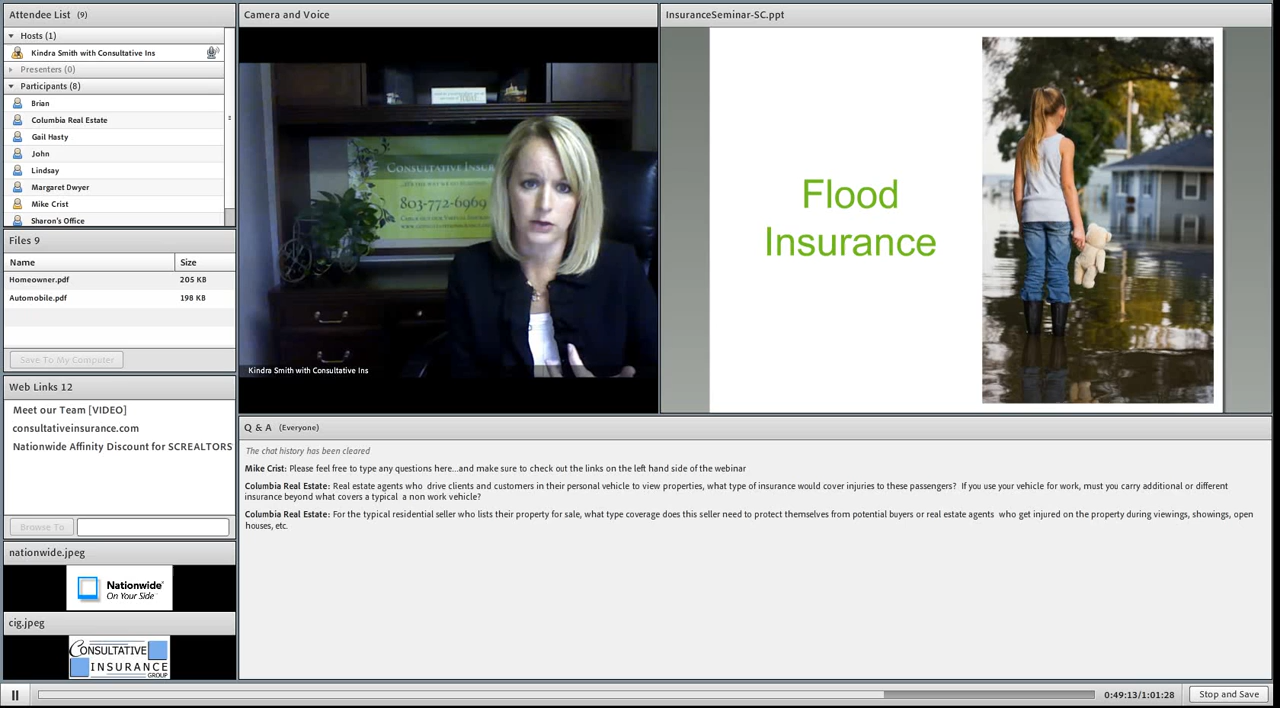 Attendee List (9)
Hosts (1)
Kindra Smith with Consultative Ins
Presenters (0)
Participants (8)
Brian
Columbia Real Estate
Gail Hasty
John
Lindsay
Margaret Dwyer
Mike Crist
Sharon's Office
Files 9
Name Size
Homeowner.pdf 205 KB
Automobile.pdf 198 KB
Save To My Computer
Web Links 12
Meet our Team [VIDEO]
consultativeinsurance.com
Nationwide Affinity Discount for SCREALTORS
Browse To
nationwide.jpeg
Nationwide®
On Your Side™
cig.jpeg
CONSULTATIVE
INSURANCE
GROUP
Camera and Voice
CONSULTATIVE INSUR
803-772-6969
Kindra Smith with Consultative Ins
InsuranceSeminar-SC.ppt
Flood
Insurance
Q & A (Everyone)
The chat history has been cleared
Mike Crist: Please feel free to type any questions here...and make sure to check out the links on the left hand side of the webinar
Columbia Real Estate: Real estate agents who drive clients and customers in their personal vehicle to view properties, what type of insurance would cover injuries to these passengers? If you use your vehicle for work, must you carry additional or different
insurance beyond what covers a typical a non work vehicle?
Columbia Real Estate: For the typical residential seller who lists their property for sale, what type coverage does this seller need to protect themselves from potential buyers or real estate agents who get injured on the property during viewings, showings, open
houses, etc.
0:49:13/1:01:28
Stop and Save